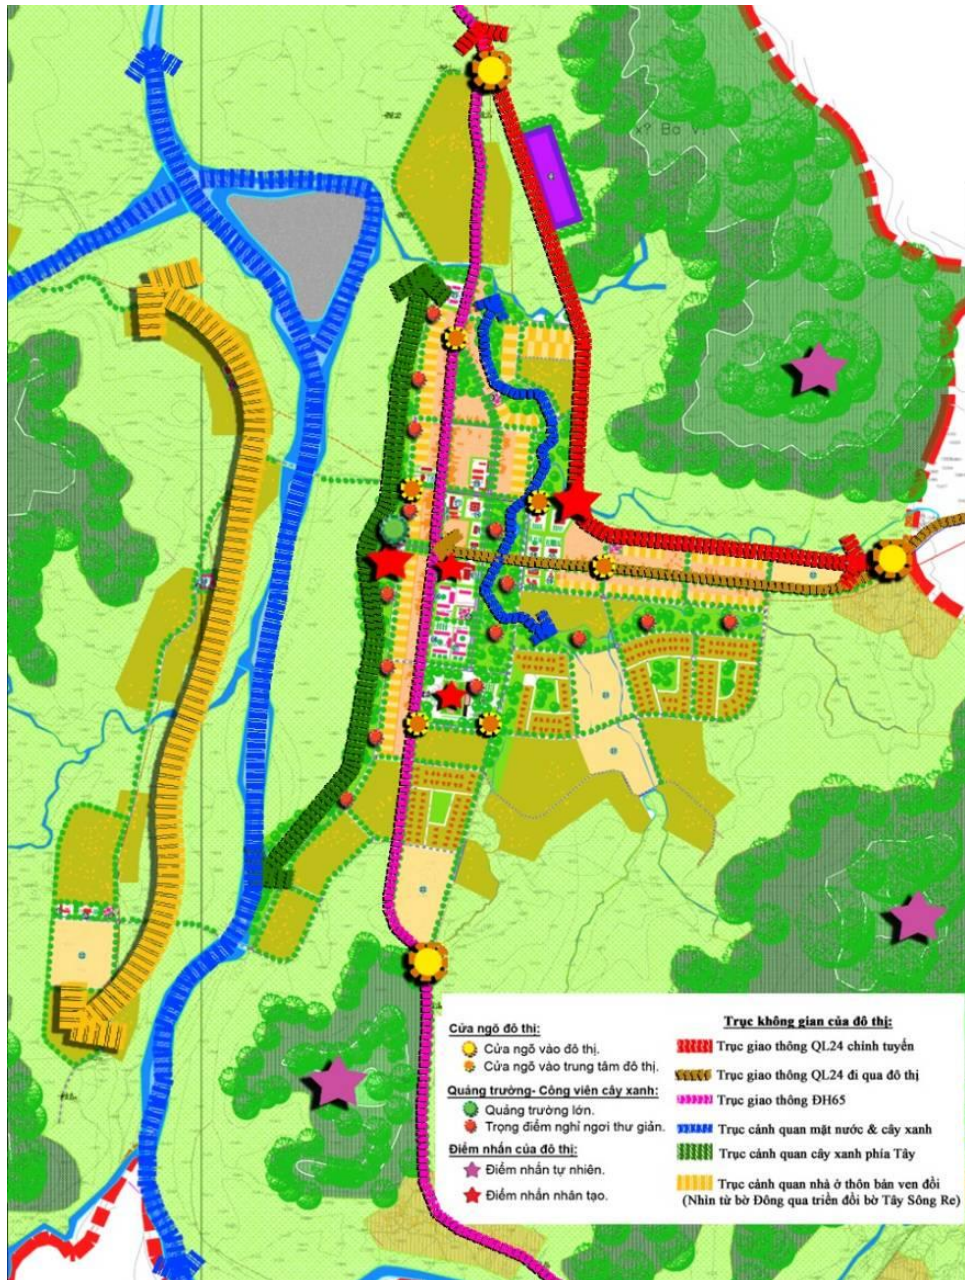 x? Ba V
Cửa ngõ đô thị:
Cửa ngõ vào đô thị.
Cửa ngõ vào trung tâm đô thị.
Quảng trường- Công viên cây xanh:
Quảng trường lớn.
Trọng điểm nghỉ ngơi thư giãn.
Điểm nhấn của đô thị:
Điểm nhấn tự nhiên.
Điểm nhấn nhân tạo.
Trục không gian của đô thị:
Trục giao thông QL24 chỉnh tuyến
Trục giao thông QL24 đi qua đô thị
Trục giao thông ĐH65
Trục cảnh quan mặt nước & cây xanh
Trục cảnh quan cây xanh phía Tây
Trục cảnh quan nhà ở thôn bản ven đồi
(Nhìn từ bờ Đông qua triền đồi bờ Tây Sông Re)